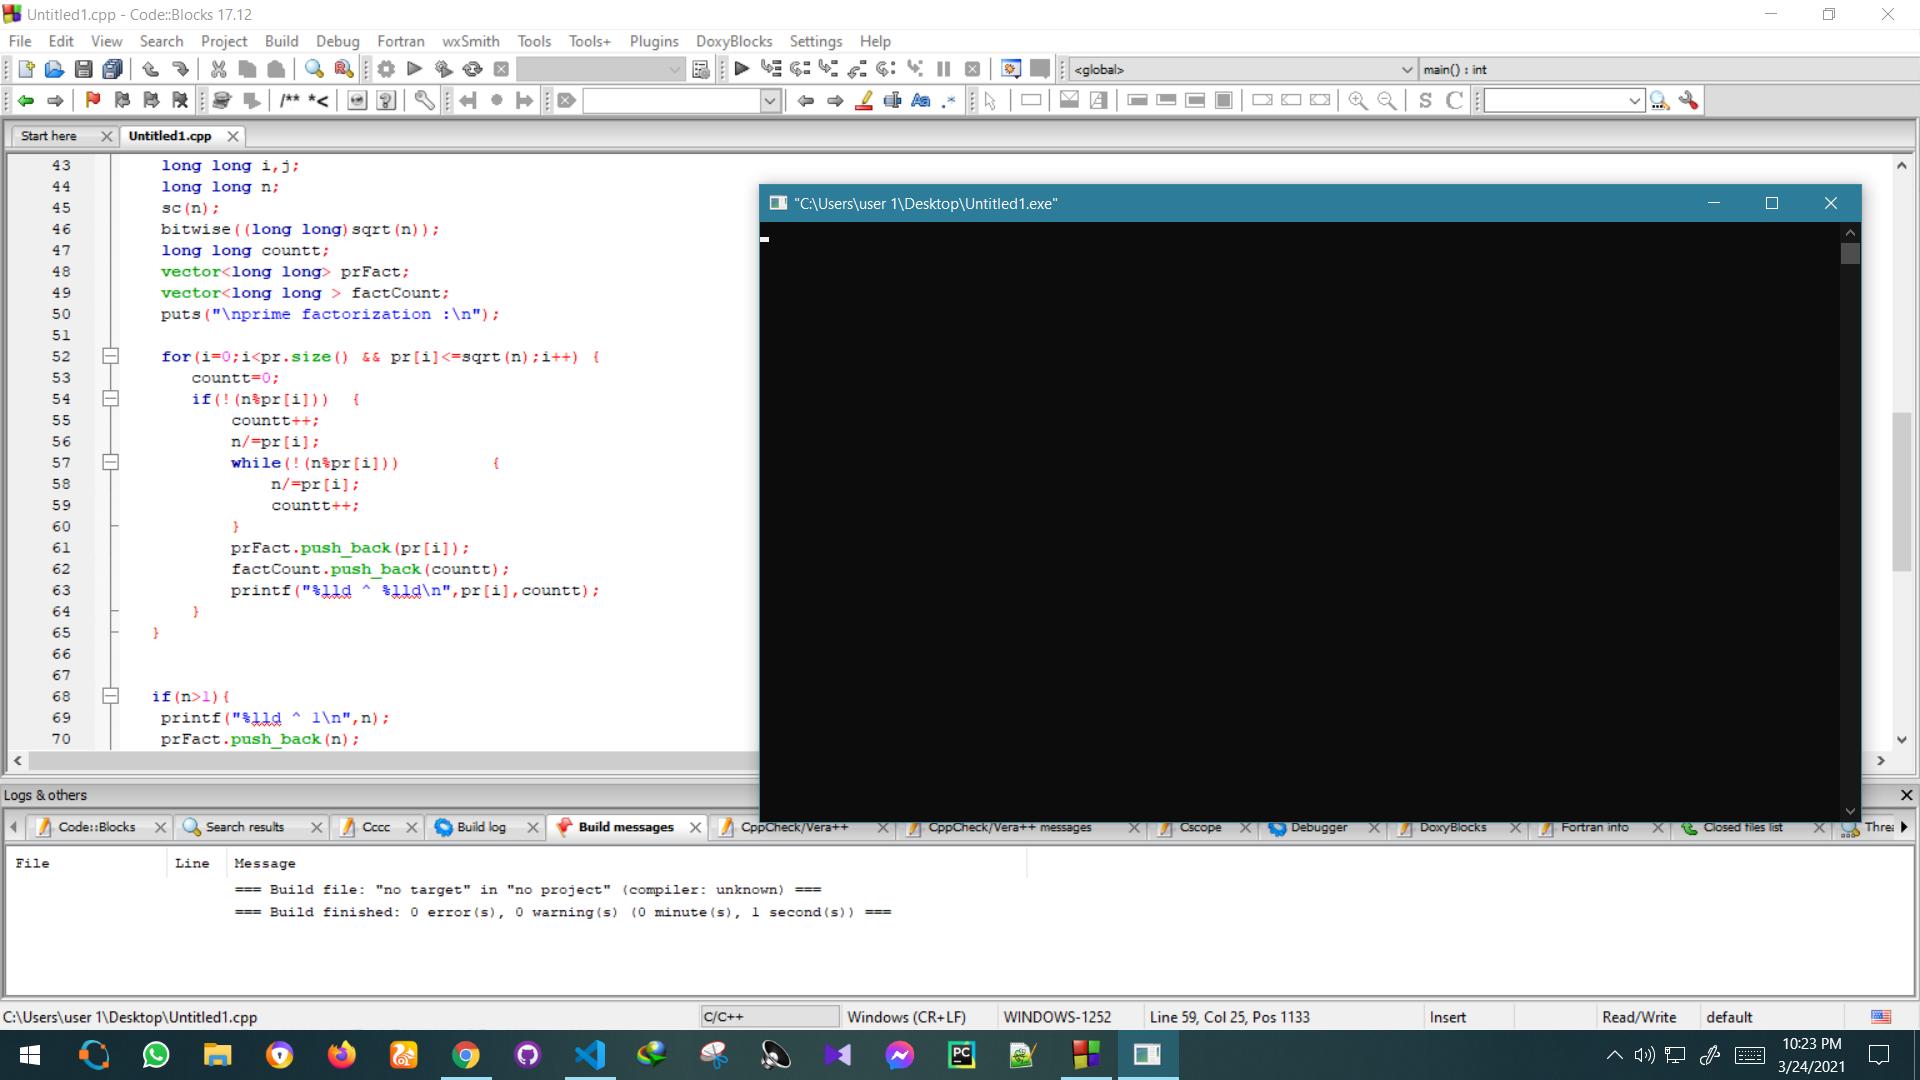 Untitled1.cpp - Code::Blocks 17.12
File Edit View Search Project Build Debug Fortran wxSmith Tools Tools+ Plugins DoxyBlocks Settings Help
<global> main() : int
/** *< Aa .* S C
Start here Untitled1.cpp
43 long long i,j;
44 long long n;
45 sc(n);
46 bitwise((long long)sqrt(n));
47 long long countt;
48 vector<long long> prFact;
49 vector<long long > factCount;
50 puts("\nprime factorization :\n");
51
52 for(i=0;i<pr.size() && pr[i]<=sqrt(n);i++) {
53 countt=0;
54 if(!(n%pr[i])) {
55 countt++;
56 n/=pr[i];
57 while(!(n%pr[i])) {
58 n/=pr[i];
59 countt++;
60 }
61 prFact.push_back(pr[i]);
62 factCount.push_back(countt);
63 printf("%lld ^ %lld\n",pr[i],countt);
64 }
65 }
66
67
68 if(n>1){
69 printf("%lld ^ 1\n",n);
70 prFact.push_back(n);
"C:\Users\user 1\Desktop\Untitled1.exe"
Logs & others
Code::Blocks Search results Cccc Build log Build messages CppCheck/Vera++ CppCheck/Vera++ messages Cscope Debugger DoxyBlocks Fortran info Closed files list Threa
File Line Message
=== Build file: "no target" in "no project" (compiler: unknown) ===
=== Build finished: 0 error(s), 0 warning(s) (0 minute(s), 1 second(s)) ===
C:\Users\user 1\Desktop\Untitled1.cpp C/C++ Windows (CR+LF) WINDOWS-1252 Line 59, Col 25, Pos 1133 Insert Read/Write default
PC
10:23 PM
3/24/2021